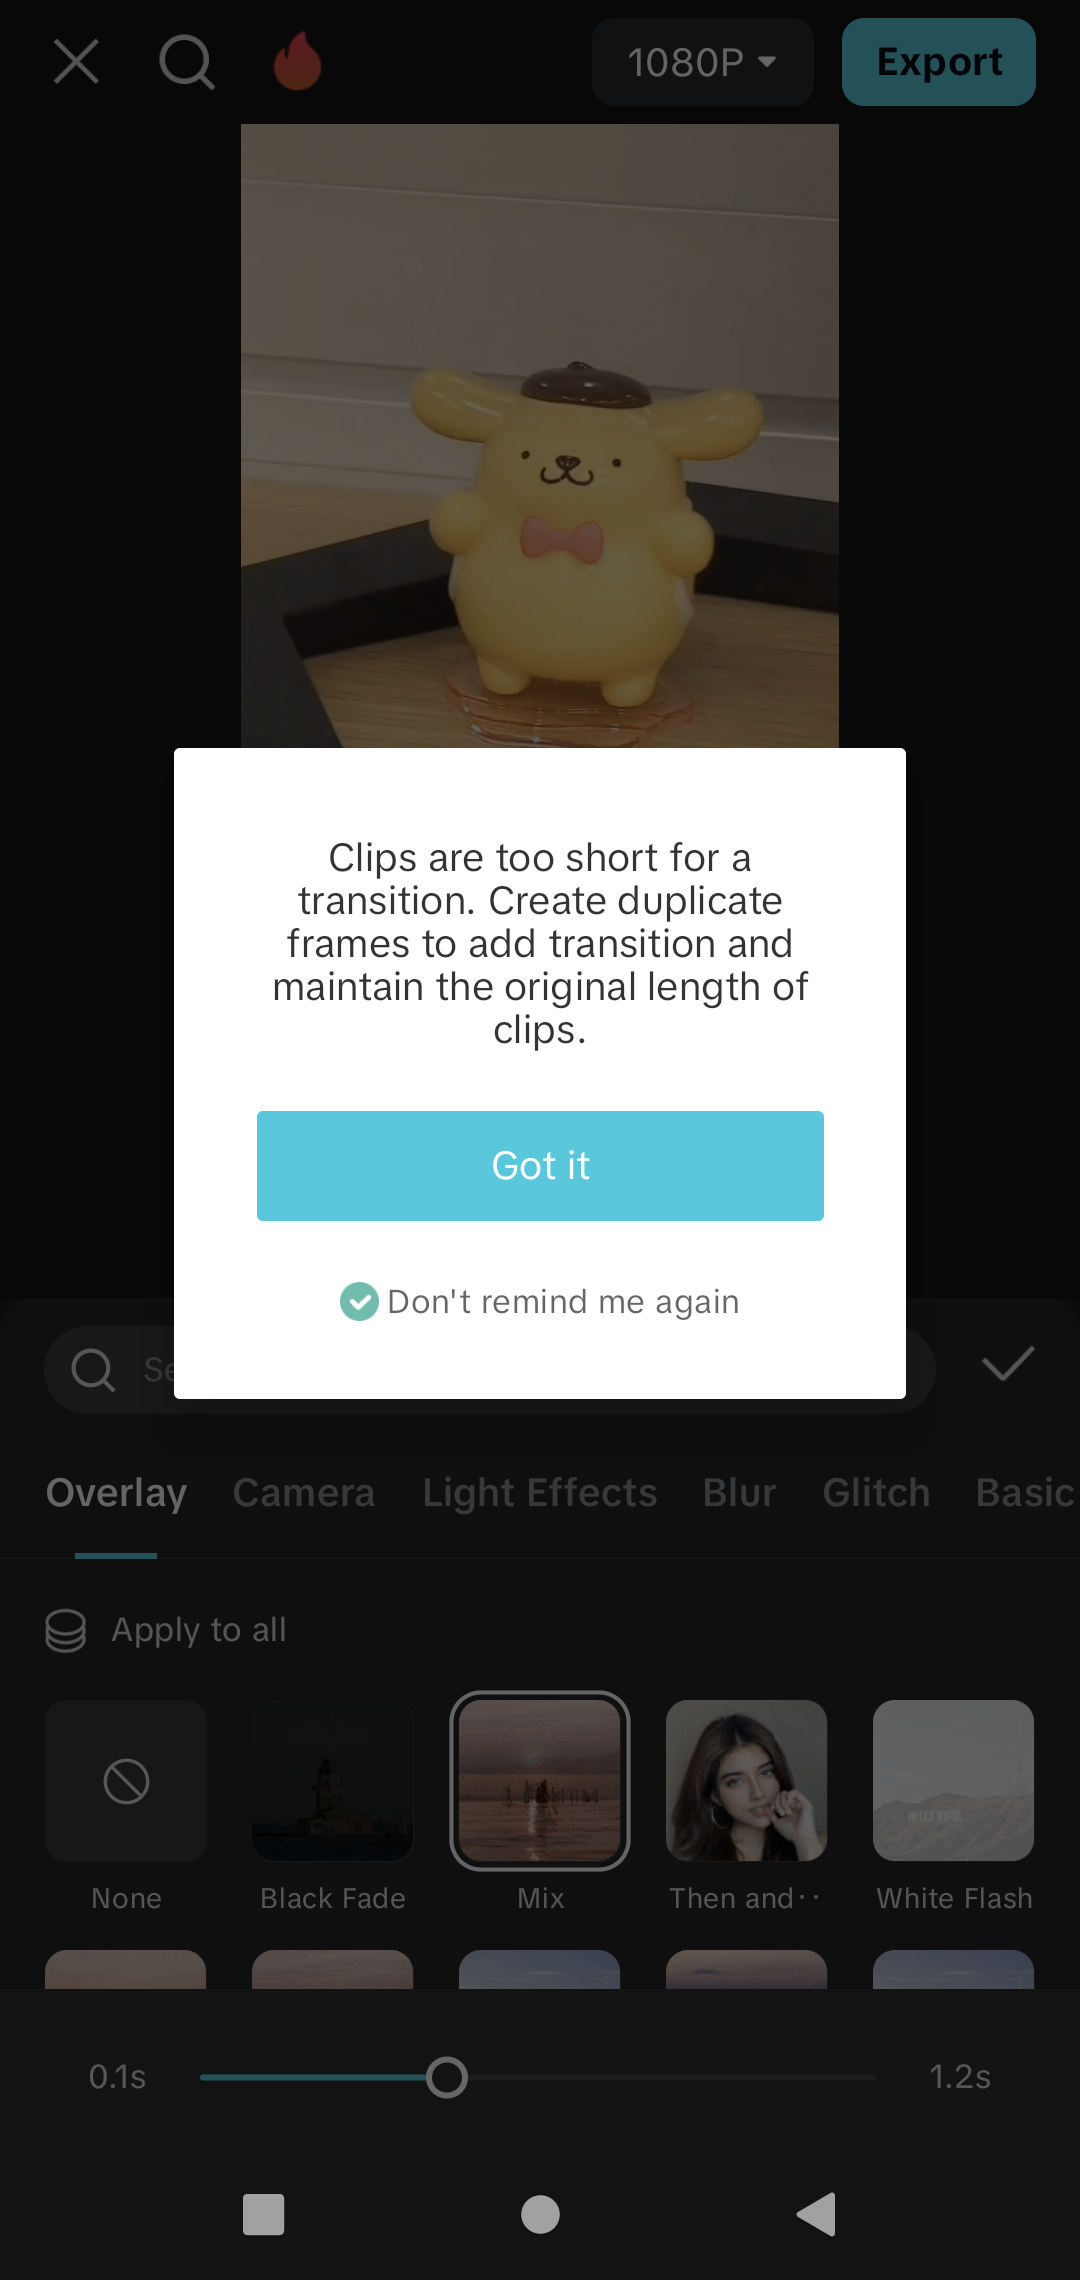 1080P
Export
Clips are too short for a
transition. Create duplicate
frames to add transition and
maintain the original length of
clips.
Got it
Don't remind me again
Se
Overlay Camera Light Effects Blur Glitch Basic
Apply to all
None Black Fade Mix Then and·· White Flash
0.1s 1.2s